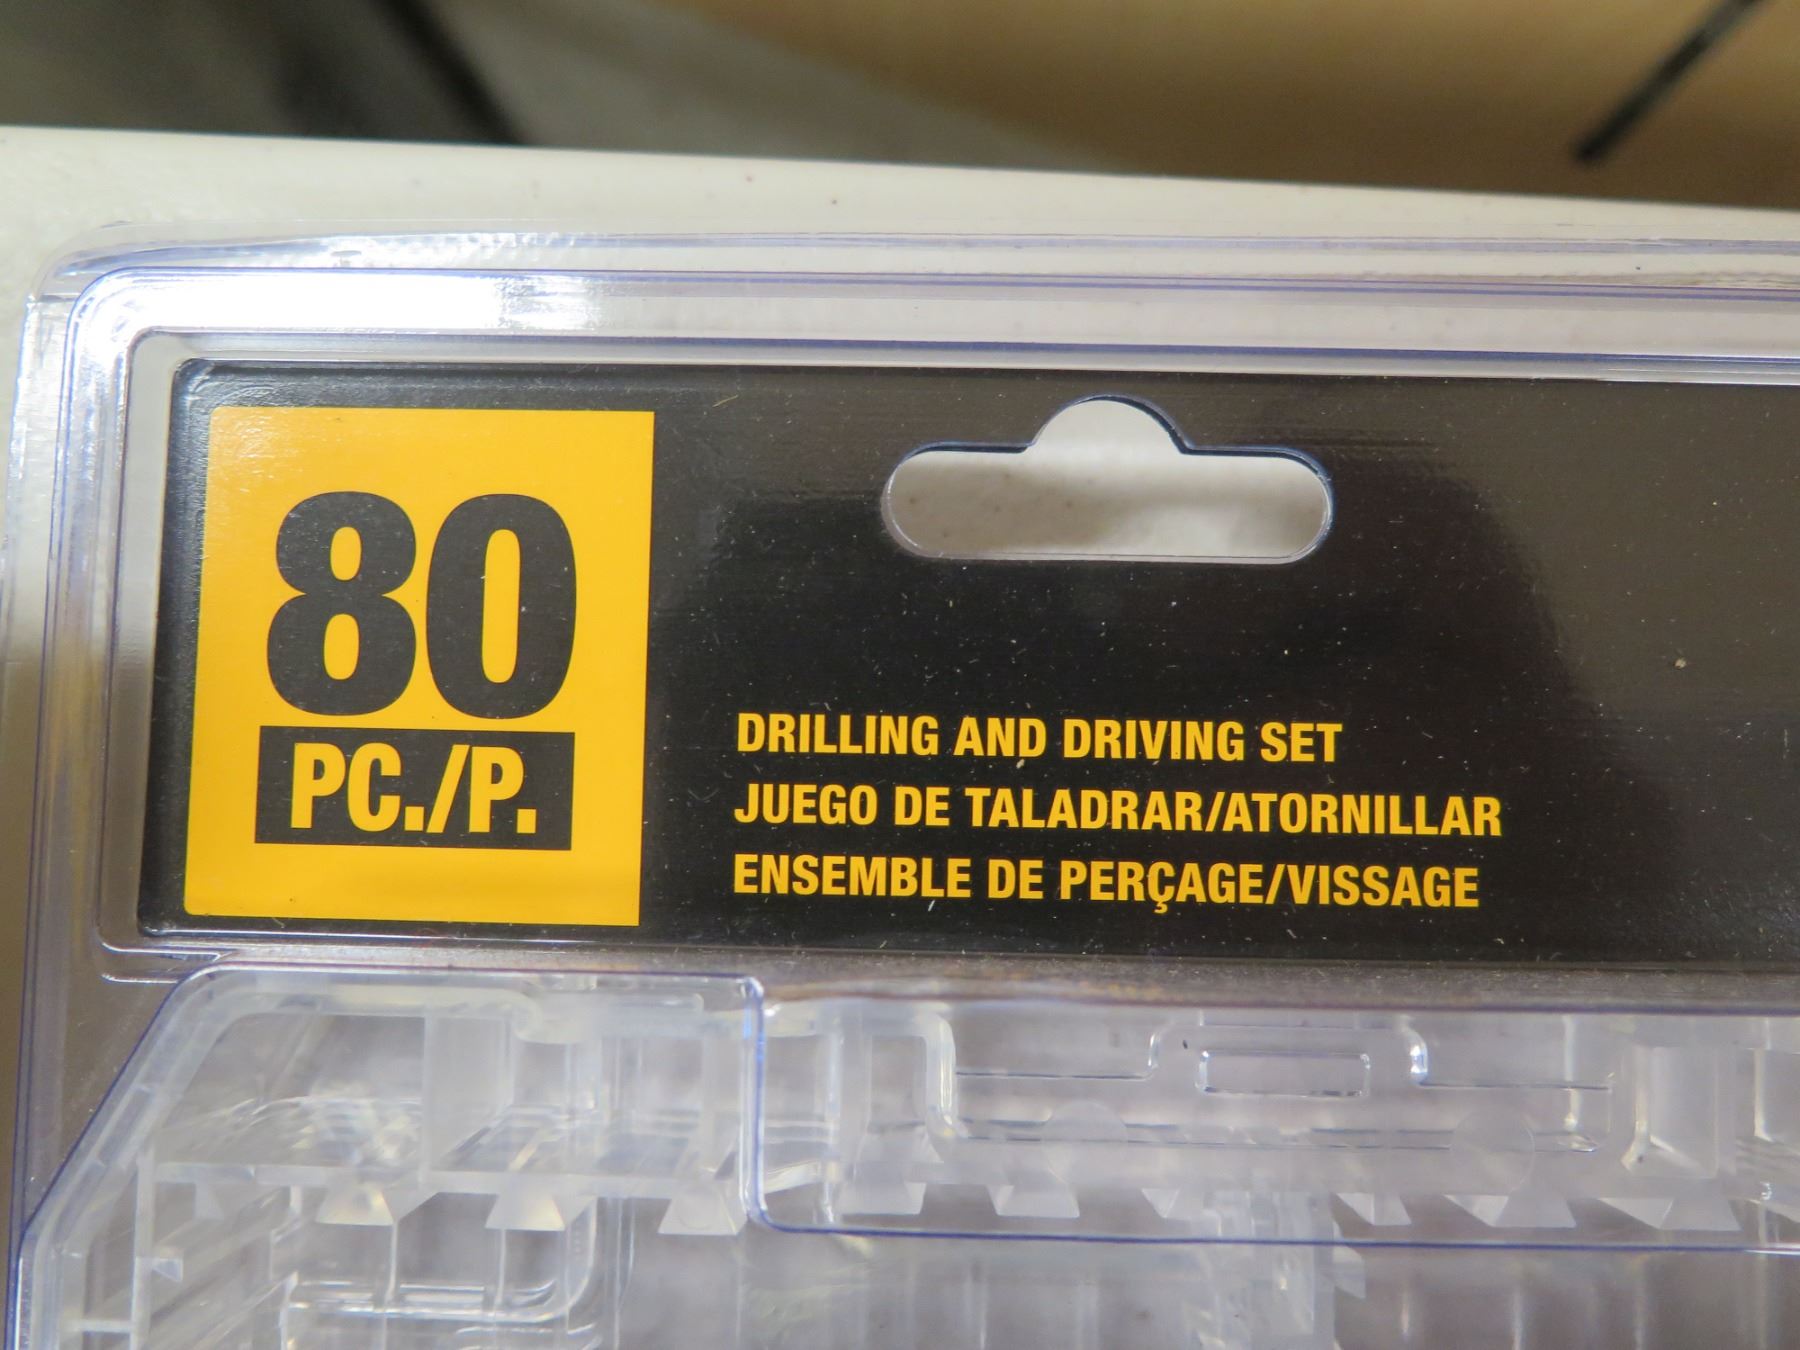 80
PC./P.
DRILLING AND DRIVING SET
JUEGO DE TALADRAR/ATORNILLAR
ENSEMBLE DE PERÇAGE/VISSAGE